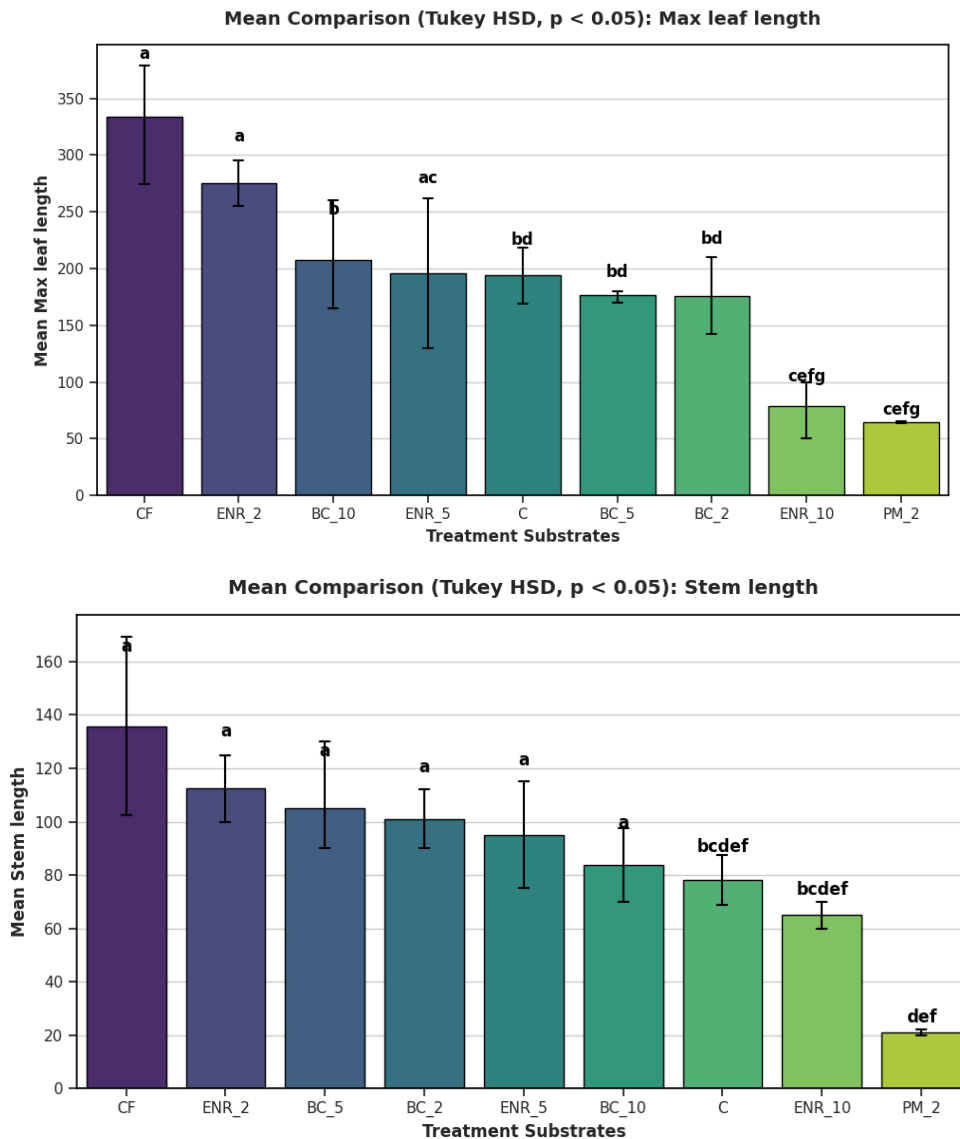 Mean Comparison (Tukey HSD, p < 0.05): Max leaf length
Mean Max leaf length
350
300
250
200
150
100
50
0
a
a
b
ac
bd
bd
bd
cefg
cefg
CF ENR_2 BC_10 ENR_5 C BC_5 BC_2 ENR_10 PM_2
Treatment Substrates
Mean Comparison (Tukey HSD, p < 0.05): Stem length
Mean Stem length
160
140
120
100
80
60
40
20
0
a
a
a
a
a
a
bcdef
bcdef
def
CF ENR_2 BC_5 BC_2 ENR_5 BC_10 C ENR_10 PM_2
Treatment Substrates